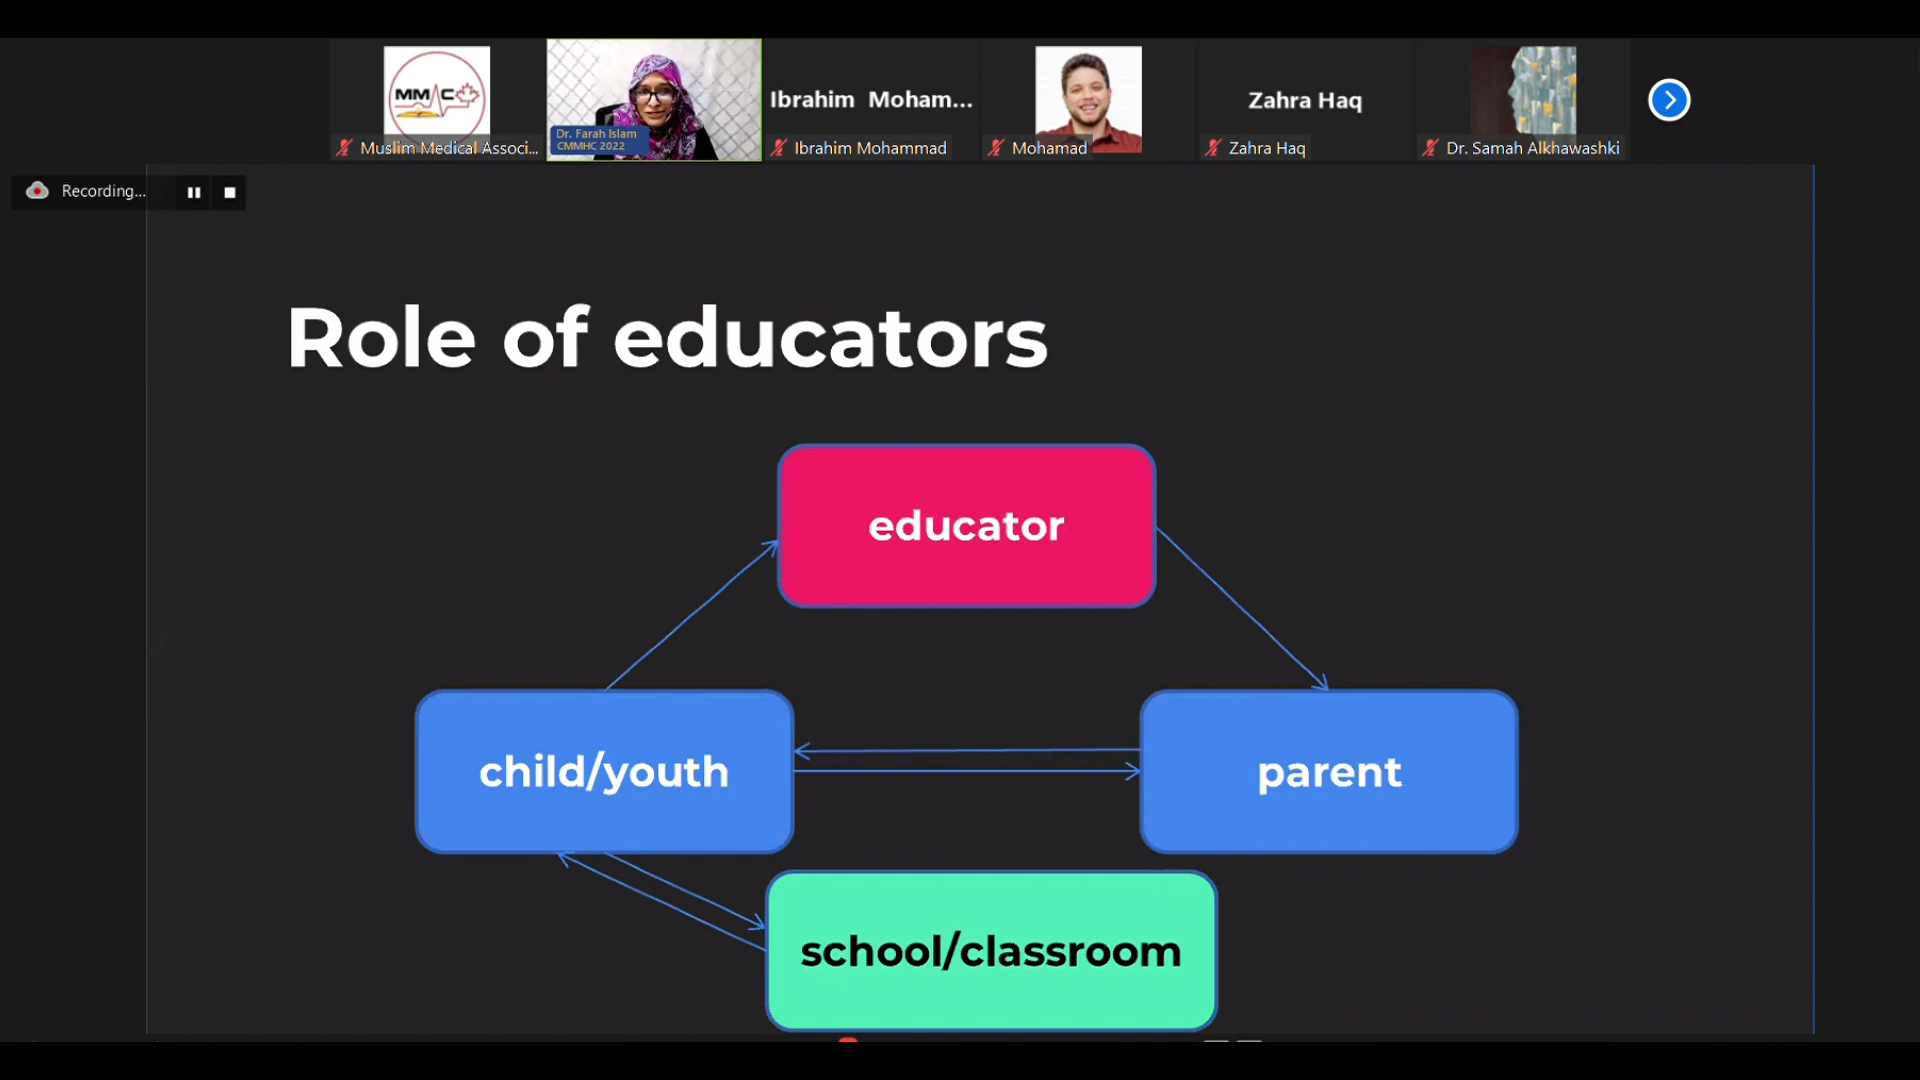 MMAC
Muslim Medical Associ...
Dr. Farah Islam
CMMHC 2022
Ibrahim Moham...
Ibrahim Mohammad
Mohamad
Zahra Haq
Zahra Haq
Dr. Samah Alkhawashki
Recording...
Role of educators
educator
child/youth
parent
school/classroom